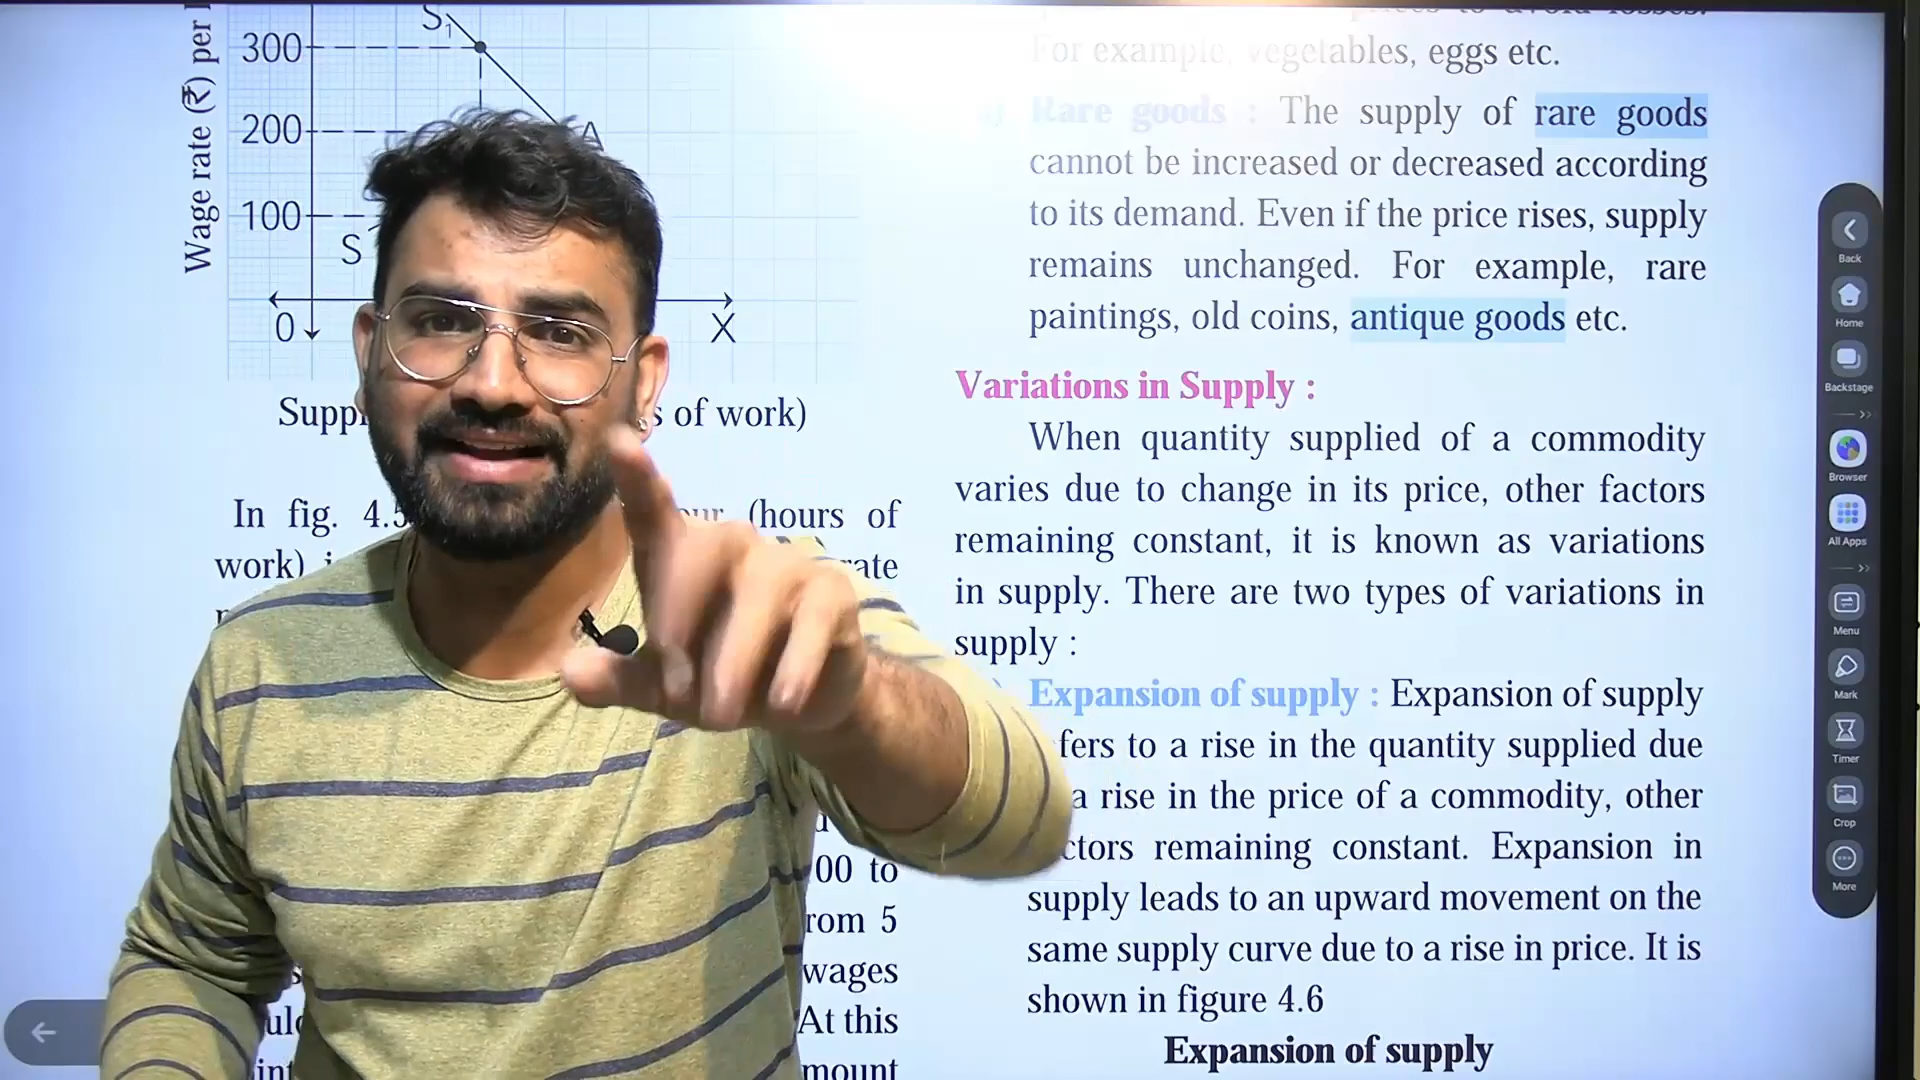 S1
300
200
A
100
S
0
X
Wage rate (₹) per
s of work)
In fig. (hours of
work) rate
00 to
rom 5
wages
At this
mount
For example, vegetables, eggs etc.
Rare goods : The supply of rare goods
cannot be increased or decreased according
to its demand. Even if the price rises, supply
remains unchanged. For example, rare
paintings, old coins, antique goods etc.
Variations in Supply :
When quantity supplied of a commodity
varies due to change in its price, other factors
remaining constant, it is known as variations
in supply. There are two types of variations in
supply :
Expansion of supply : Expansion of supply
fers to a rise in the quantity supplied due
a rise in the price of a commodity, other
ctors remaining constant. Expansion in
supply leads to an upward movement on the
same supply curve due to a rise in price. It is
shown in figure 4.6
Expansion of supply
Back
Home
Backstage
Browser
All Apps
Menu
Mark
Timer
Crop
More